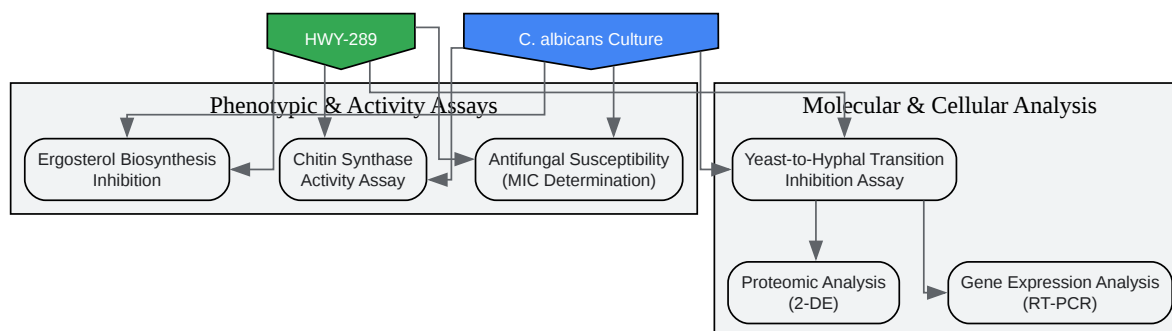 HWY-289
C. albicans Culture
Phenotypic & Activity Assays
Molecular & Cellular Analysis
Ergosterol Biosynthesis
Inhibition
Chitin Synthase
Activity Assay
Antifungal Susceptibility
(MIC Determination)
Yeast-to-Hyphal Transition
Inhibition Assay
Proteomic Analysis
(2-DE)
Gene Expression Analysis
(RT-PCR)